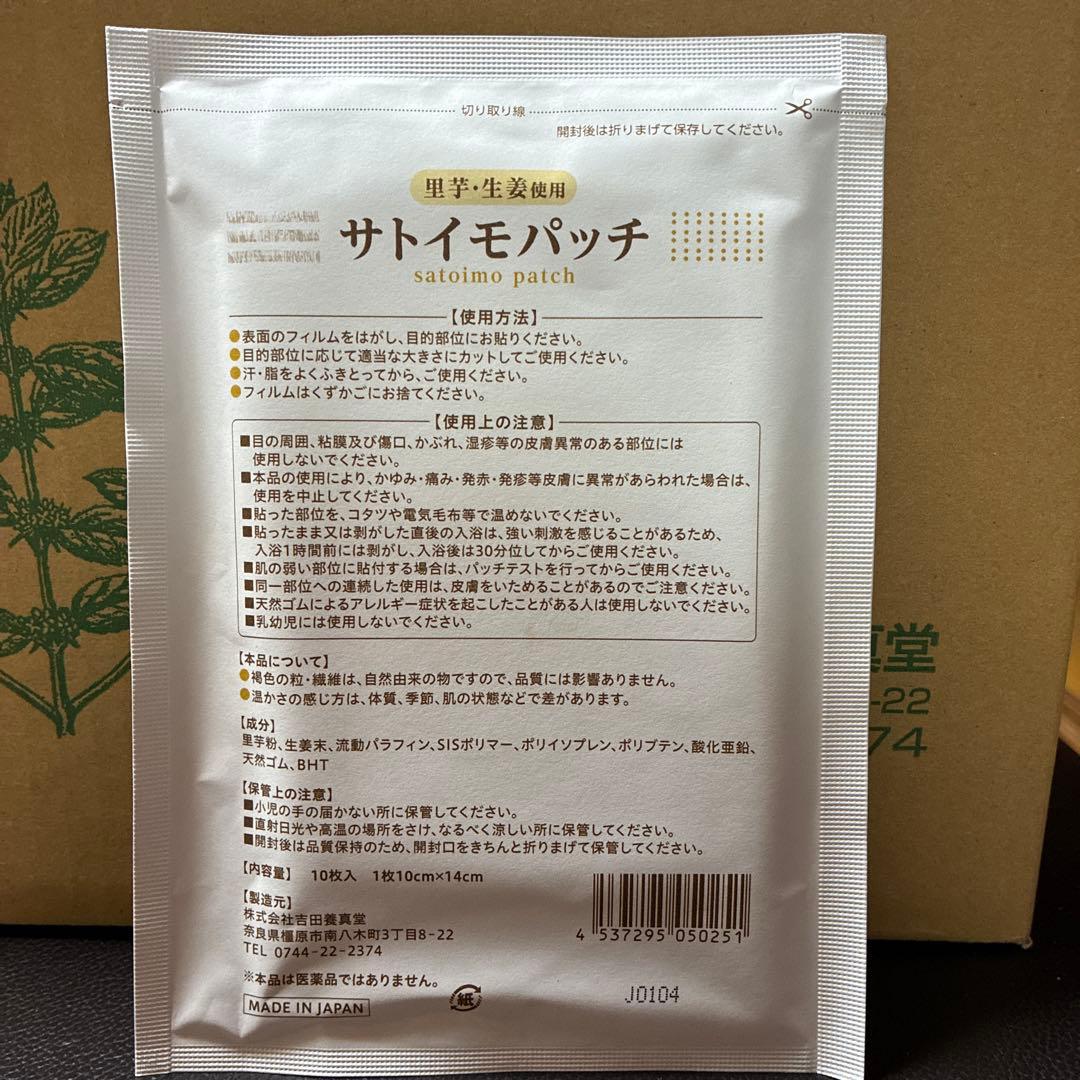 切り取り線
開封後は折りまげて保存してください。
里芋・生姜使用
サトイモパッチ
satoimo patch
【使用方法】
●表面のフィルムをはがし、目的部位にお貼りください。
●目的部位に応じて適当な大きさにカットしてご使用ください。
●汗・脂をよくふきとってから、ご使用ください。
●フィルムはくずかごにお捨てください。
【使用上の注意】
■目の周囲、粘膜及び傷口、かぶれ、湿疹等の皮膚異常のある部位には
使用しないでください。
■本品の使用により、かゆみ・痛み・発赤・発疹等皮膚に異常があらわれた場合は、
使用を中止してください。
■貼った部位を、コタツや電気毛布等で温めないでください。
■貼ったまま又は剥がした直後の入浴は、強い刺激を感じることがあるため、
入浴1時間前には剥がし、入浴後は30分位してからご使用ください。
■肌の弱い部位に貼付する場合は、パッチテストを行ってからご使用ください。
■同一部位への連続した使用は、皮膚をいためることがあるのでご注意ください。
■天然ゴムによるアレルギー症状を起こしたことがある人は使用しないでください。
■乳幼児には使用しないでください。
【本品について】
●褐色の粒・繊維は、自然由来の物ですので、品質には影響ありません。
●温かさの感じ方は、体質、季節、肌の状態などで差があります。
【成分】
里芋粉、生姜末、流動パラフィン、SISポリマー、ポリイソプレン、ポリブテン、酸化亜鉛、
天然ゴム、BHT
【保管上の注意】
■小児の手の届かない所に保管してください。
■直射日光や高温の場所をさけ、なるべく涼しい所に保管してください。
■開封後は品質保持のため、開封口をきちんと折りまげて保管してください。
【内容量】 10枚入 1枚10cm×14cm
【製造元】
株式会社吉田養真堂
奈良県橿原市南八木町3丁目8-22
TEL 0744-22-2374
※本品は医薬品ではありません。
MADE IN JAPAN
紙
4 537295 050251
J0104
真堂
-22
74